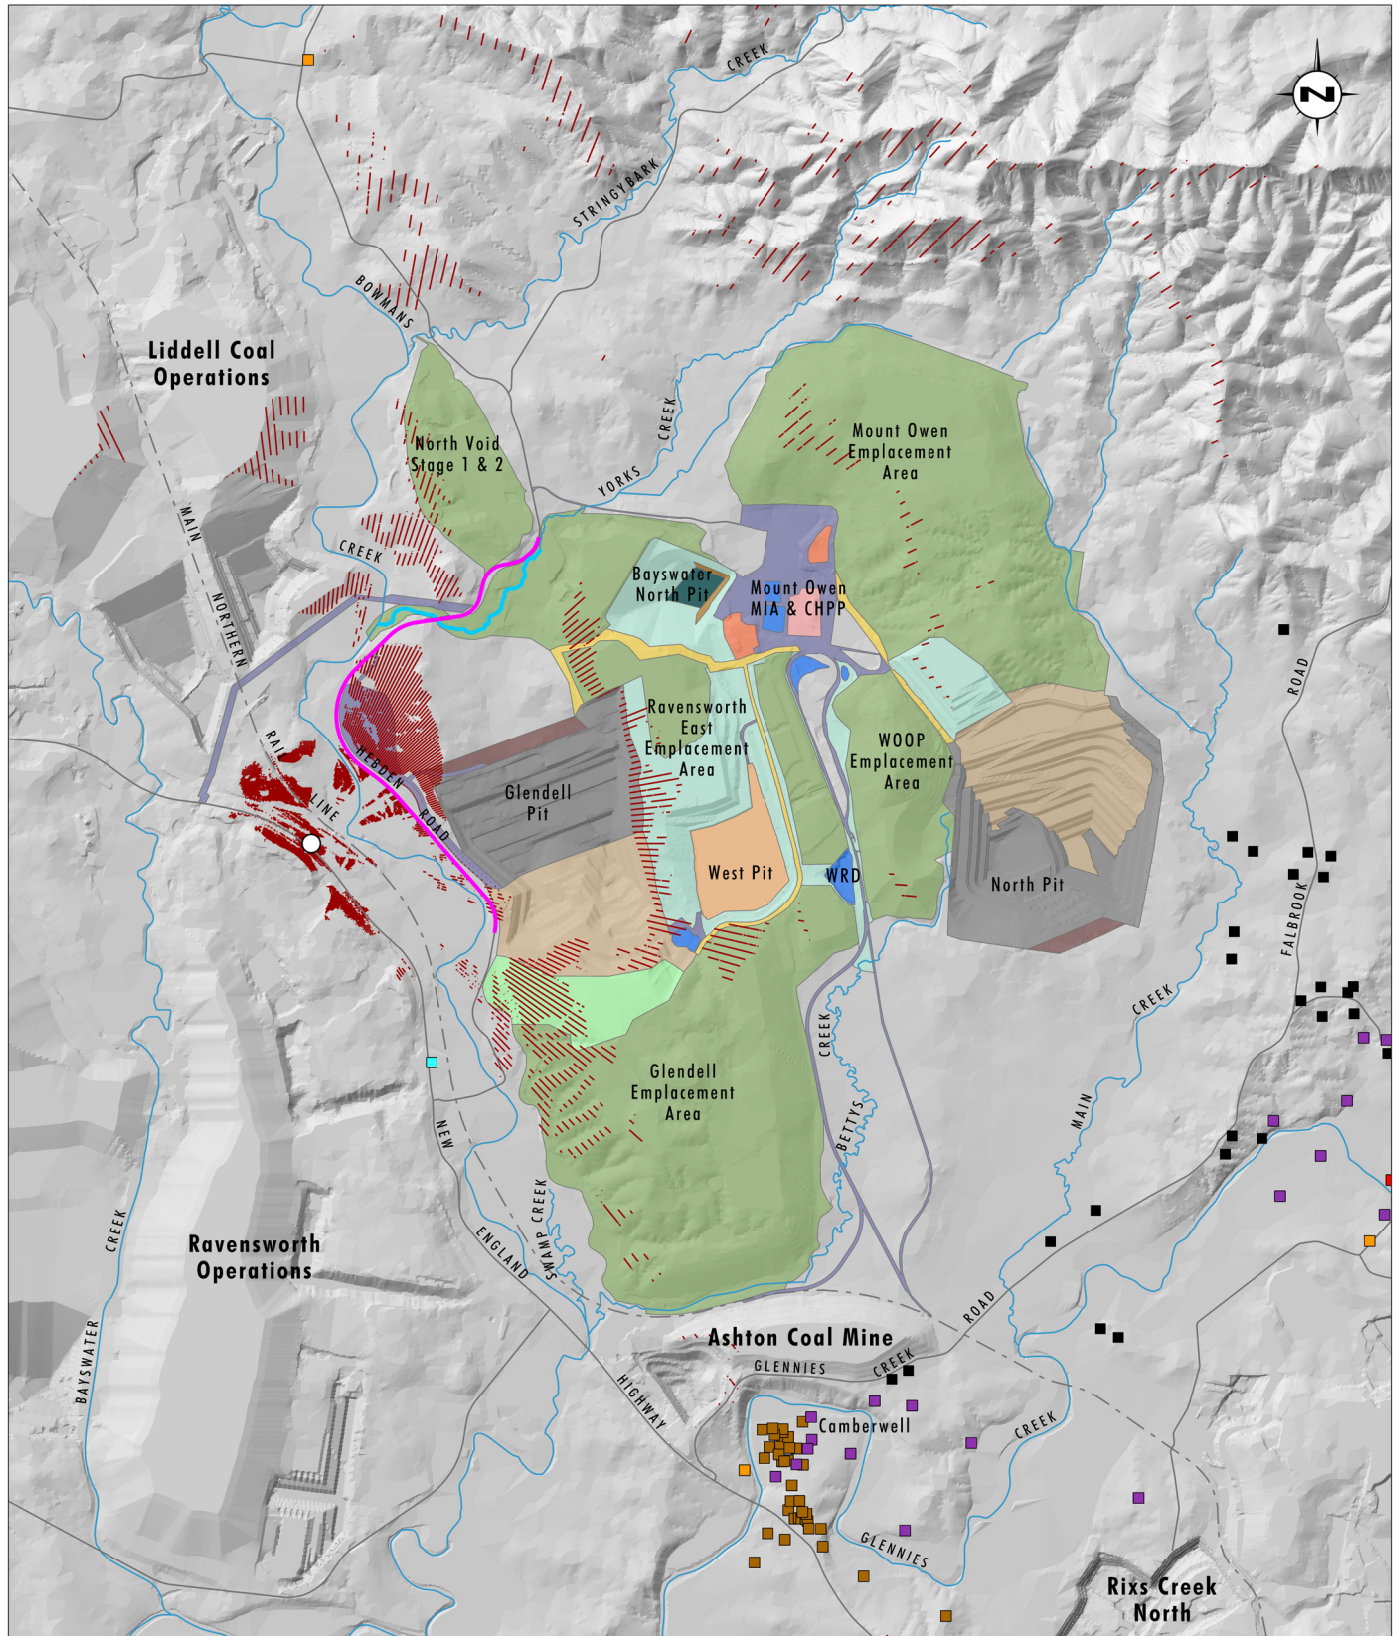 CREEK
N
STRINGYBARK
BOWMANS
Liddell Coal
Operations
CREEK
Mount Owen
Emplacement
Area
North Void
Stage 1 & 2
YORKS
MAIN
CREEK
Bayswater
North Pit
Mount Owen
MIA & CHPP
NORTHERN
ROAD
Ravensworth
East
Emplacement
Area
WOOP
Emplacement
Area
RAIL
HEBDEN
LINE
ROAD
Glendell
Pit
West Pit
WRD
North Pit
FALBROOK
CREEK
CREEK
Glendell
Emplacement
Area
MAIN
BETTYS
NEW
CREEK
SWAMP CREEK
Ravensworth
Operations
ENGLAND
ROAD
Ashton Coal Mine
BAYSWATER
GLENNIES
CREEK
HIGHWAY
Camberwell
CREEK
GLENNIES
Rixs Creek
North